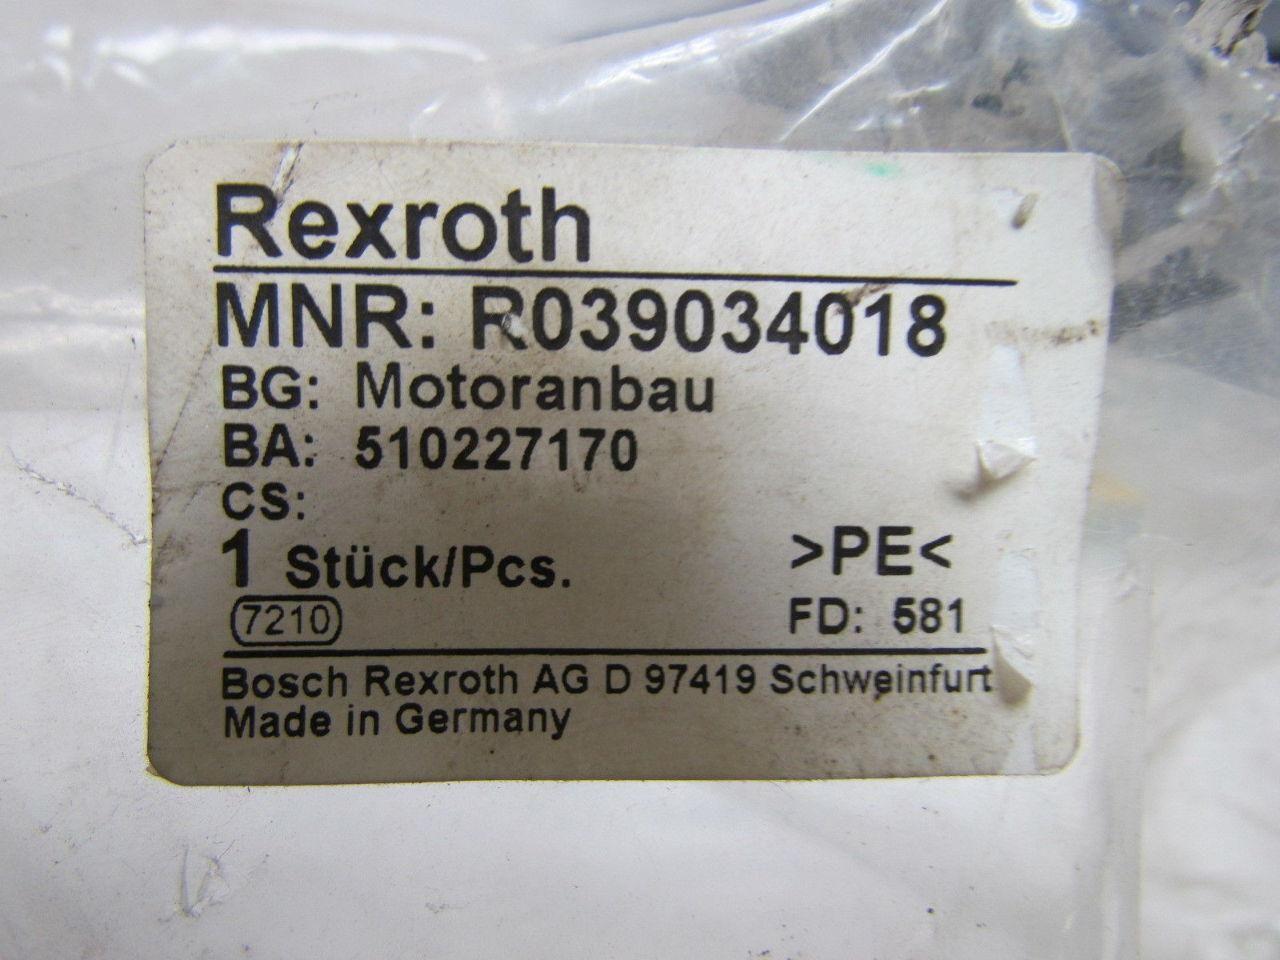 Rexroth
MNR: R039034018
BG: Motoranbau
BA: 510227170
CS:
1 Stück/Pcs. >PE<
7210 FD: 581
Bosch Rexroth AG D 97419 Schweinfurt
Made in Germany